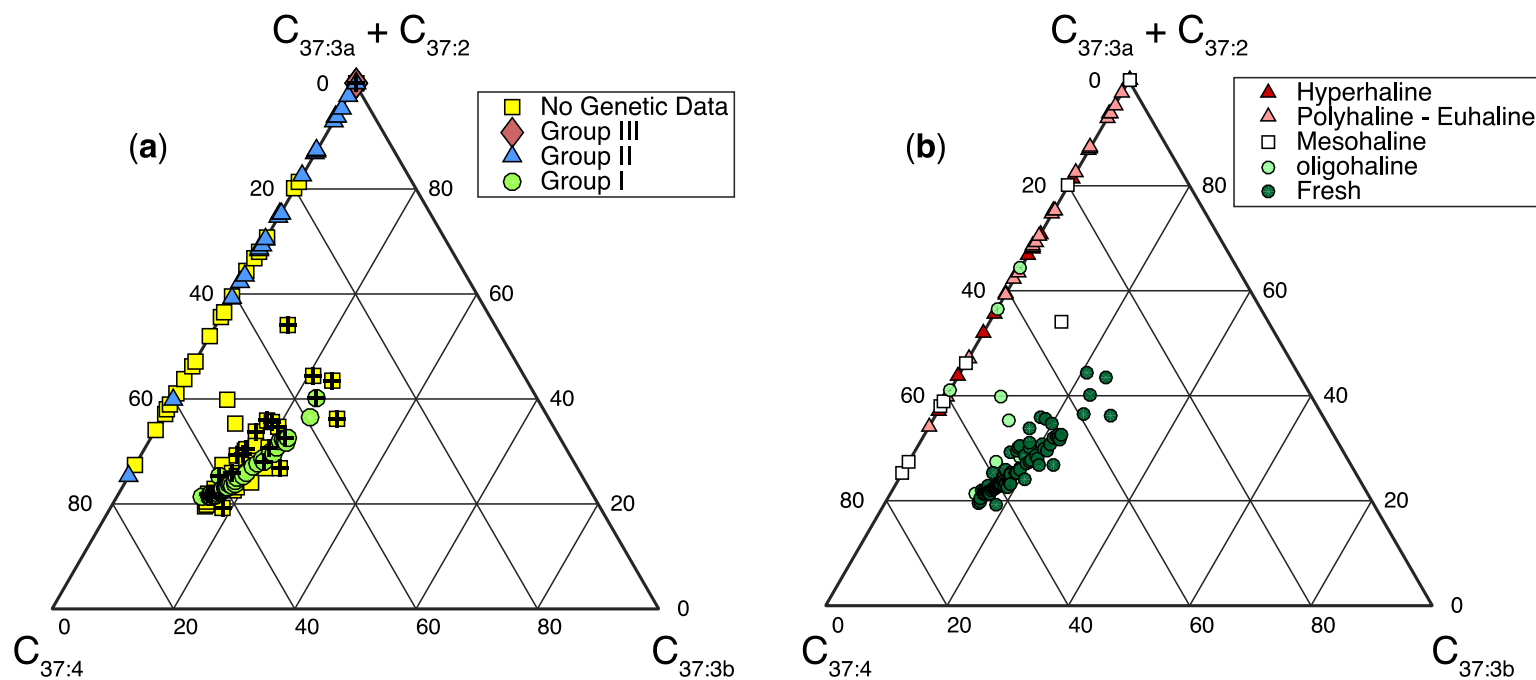 C37:3a + C37:2
0
(a)
No Genetic Data
Group III
Group II
Group I
20
80
40
60
60
40
80
20
0
0
20
40
60
80
C37:4
C37:3b
C37:3a + C37:2
0
(b)
Hyperhaline
Polyhaline - Euhaline
Mesohaline
oligohaline
Fresh
20
80
40
60
60
40
80
20
0
0
20
40
60
80
C37:4
C37:3b